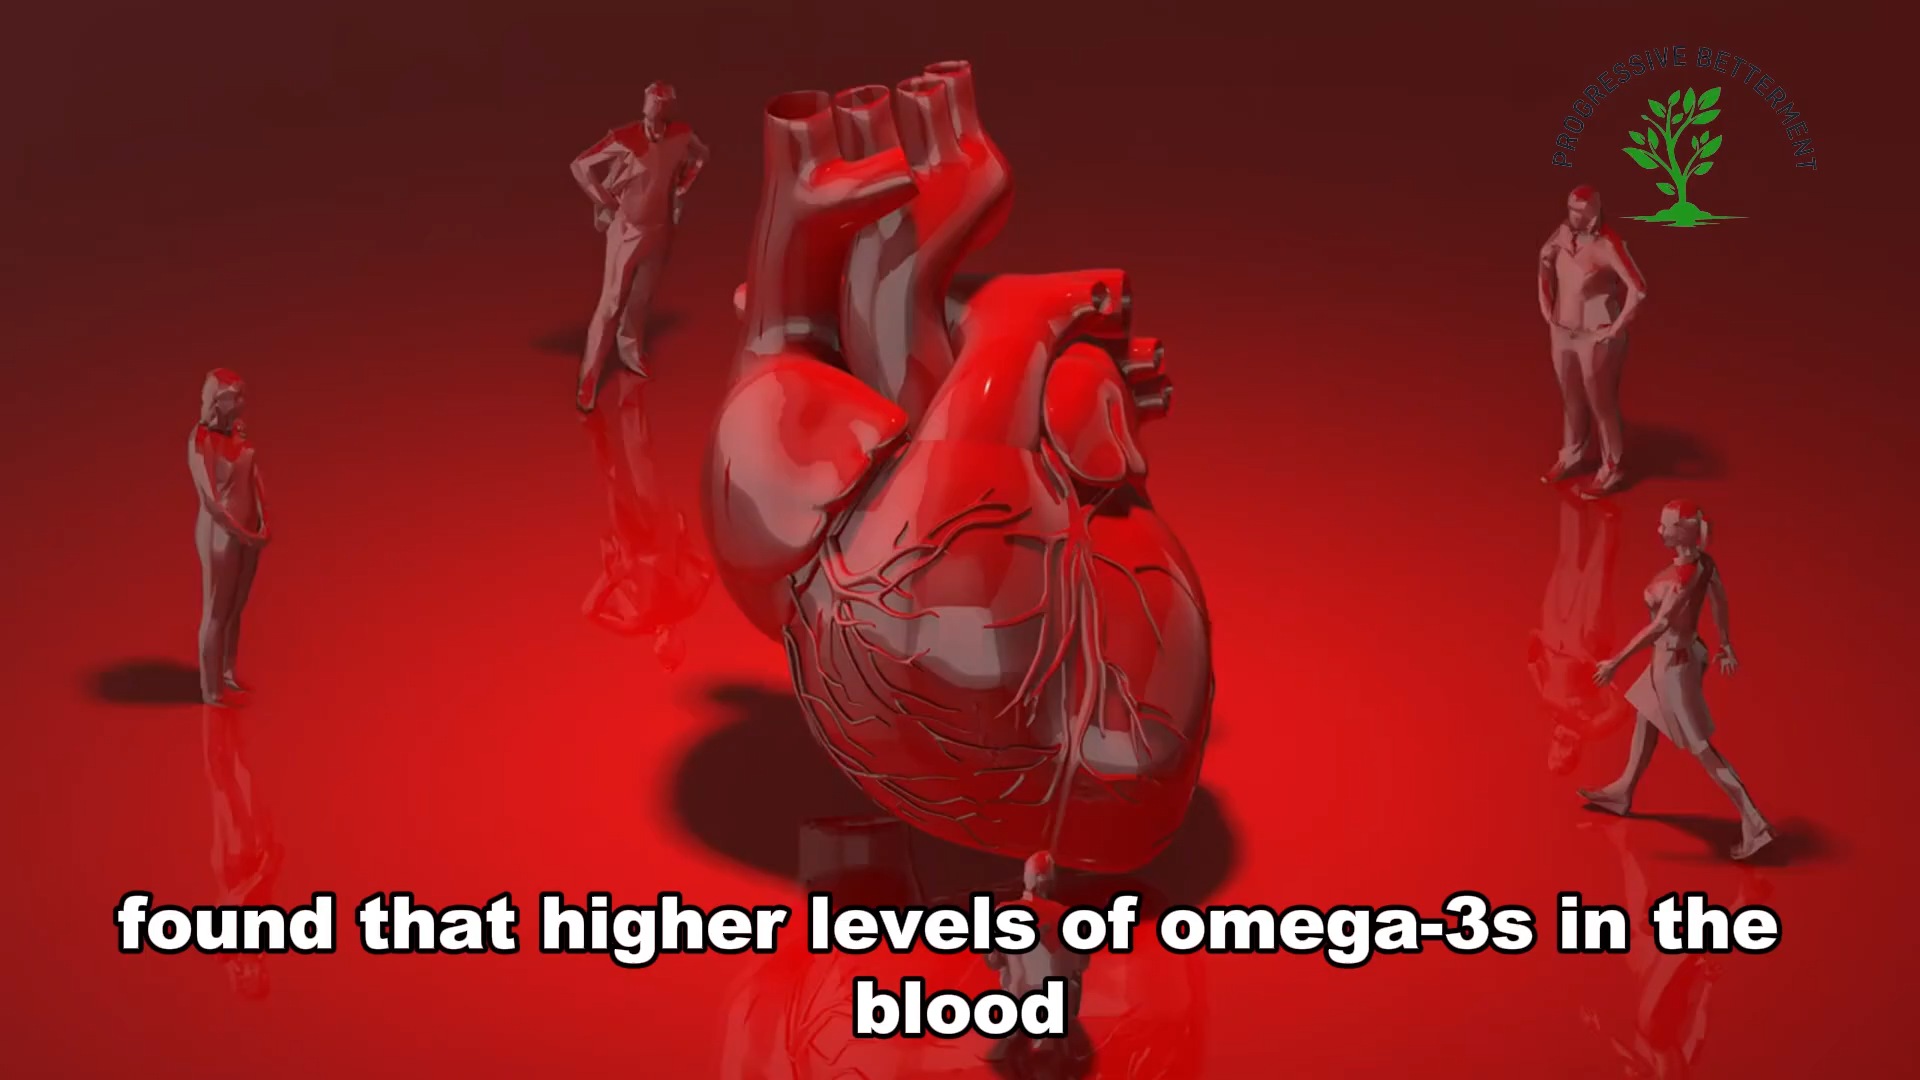 PROGRESSIVE BETTERMENT
found that higher levels of omega-3s in the
blood